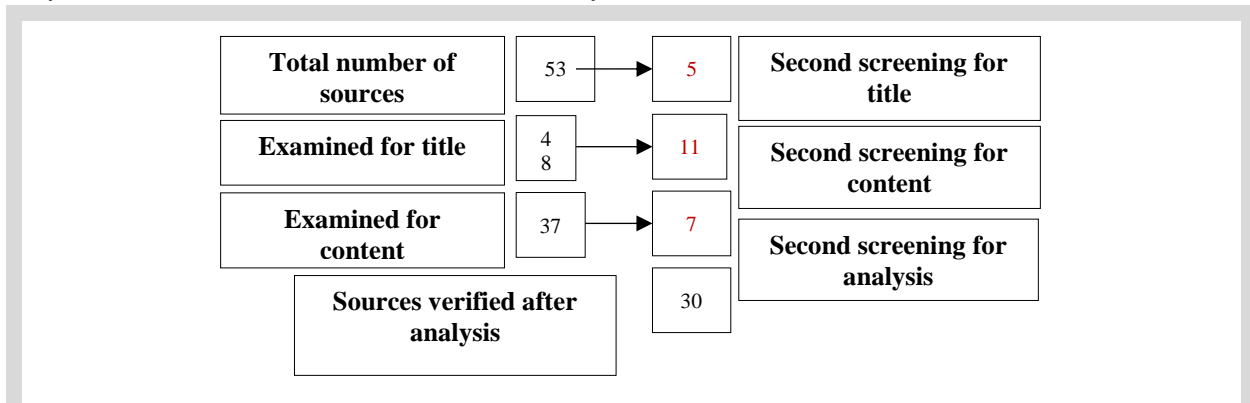 Total number of
sources
53
5
Second screening for
title
Examined for title
4
8
11
Second screening for
content
Examined for
content
37
7
Second screening for
analysis
Sources verified after
analysis
30